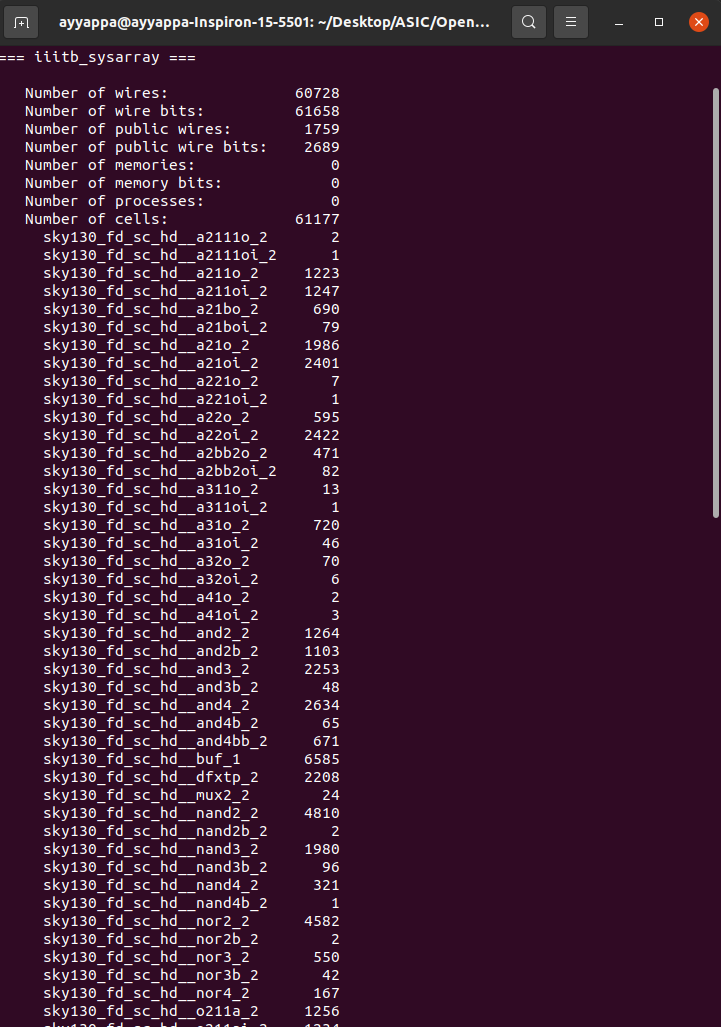 ayyappa@ayyappa-Inspiron-15-5501: ~/Desktop/ASIC/Open...
=== iiitb_sysarray ===
Number of wires: 60728
Number of wire bits: 61658
Number of public wires: 1759
Number of public wire bits: 2689
Number of memories: 0
Number of memory bits: 0
Number of processes: 0
Number of cells: 61177
sky130_fd_sc_hd__a2111o_2 2
sky130_fd_sc_hd__a2111oi_2 1
sky130_fd_sc_hd__a211o_2 1223
sky130_fd_sc_hd__a211oi_2 1247
sky130_fd_sc_hd__a21bo_2 690
sky130_fd_sc_hd__a21boi_2 79
sky130_fd_sc_hd__a21o_2 1986
sky130_fd_sc_hd__a21oi_2 2401
sky130_fd_sc_hd__a221o_2 7
sky130_fd_sc_hd__a221oi_2 1
sky130_fd_sc_hd__a22o_2 595
sky130_fd_sc_hd__a22oi_2 2422
sky130_fd_sc_hd__a2bb2o_2 471
sky130_fd_sc_hd__a2bb2oi_2 82
sky130_fd_sc_hd__a311o_2 13
sky130_fd_sc_hd__a311oi_2 1
sky130_fd_sc_hd__a31o_2 720
sky130_fd_sc_hd__a31oi_2 46
sky130_fd_sc_hd__a32o_2 70
sky130_fd_sc_hd__a32oi_2 6
sky130_fd_sc_hd__a41o_2 2
sky130_fd_sc_hd__a41oi_2 3
sky130_fd_sc_hd__and2_2 1264
sky130_fd_sc_hd__and2b_2 1103
sky130_fd_sc_hd__and3_2 2253
sky130_fd_sc_hd__and3b_2 48
sky130_fd_sc_hd__and4_2 2634
sky130_fd_sc_hd__and4b_2 65
sky130_fd_sc_hd__and4bb_2 671
sky130_fd_sc_hd__buf_1 6585
sky130_fd_sc_hd__dfxtp_2 2208
sky130_fd_sc_hd__mux2_2 24
sky130_fd_sc_hd__nand2_2 4810
sky130_fd_sc_hd__nand2b_2 2
sky130_fd_sc_hd__nand3_2 1980
sky130_fd_sc_hd__nand3b_2 96
sky130_fd_sc_hd__nand4_2 321
sky130_fd_sc_hd__nand4b_2 1
sky130_fd_sc_hd__nor2_2 4582
sky130_fd_sc_hd__nor2b_2 2
sky130_fd_sc_hd__nor3_2 550
sky130_fd_sc_hd__nor3b_2 42
sky130_fd_sc_hd__nor4_2 167
sky130_fd_sc_hd__o211a_2 1256